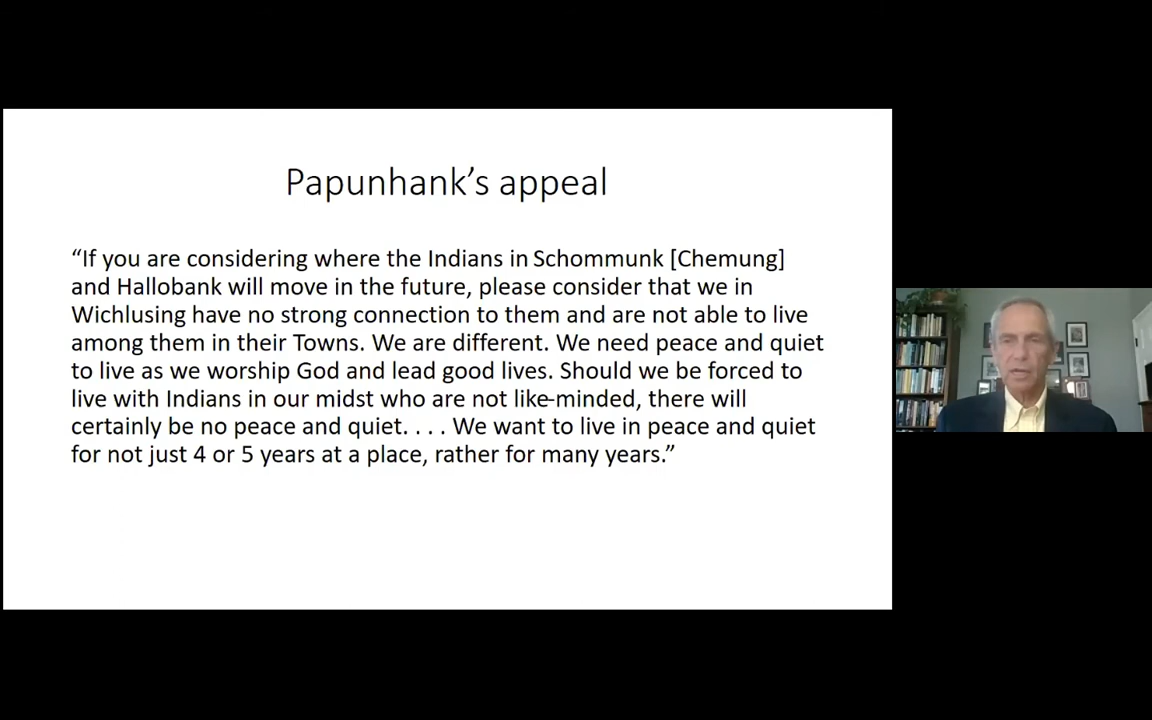 Papunhank’s appeal
“If you are considering where the Indians in Schommunk [Chemung]
and Hallobank will move in the future, please consider that we in
Wichlusing have no strong connection to them and are not able to live
among them in their Towns. We are different. We need peace and quiet
to live as we worship God and lead good lives. Should we be forced to
live with Indians in our midst who are not like-minded, there will
certainly be no peace and quiet. . . . We want to live in peace and quiet
for not just 4 or 5 years at a place, rather for many years.”